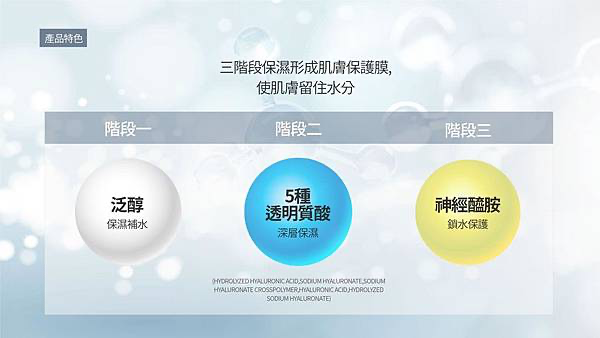 產品特色
三階段保濕形成肌膚保護膜,
使肌膚留住水分
階段一
階段二
階段三
泛醇
保濕補水
5種
透明質酸
深層保濕
神經醯胺
鎖水保護
(HYDROLYZED HYALURONIC ACID,SODIUM HYALURONATE,SODIUM
HYALURONATE CROSSPOLYMER,HYALURONIC ACID,HYDROLYZED
SODIUM HYALURONATE)